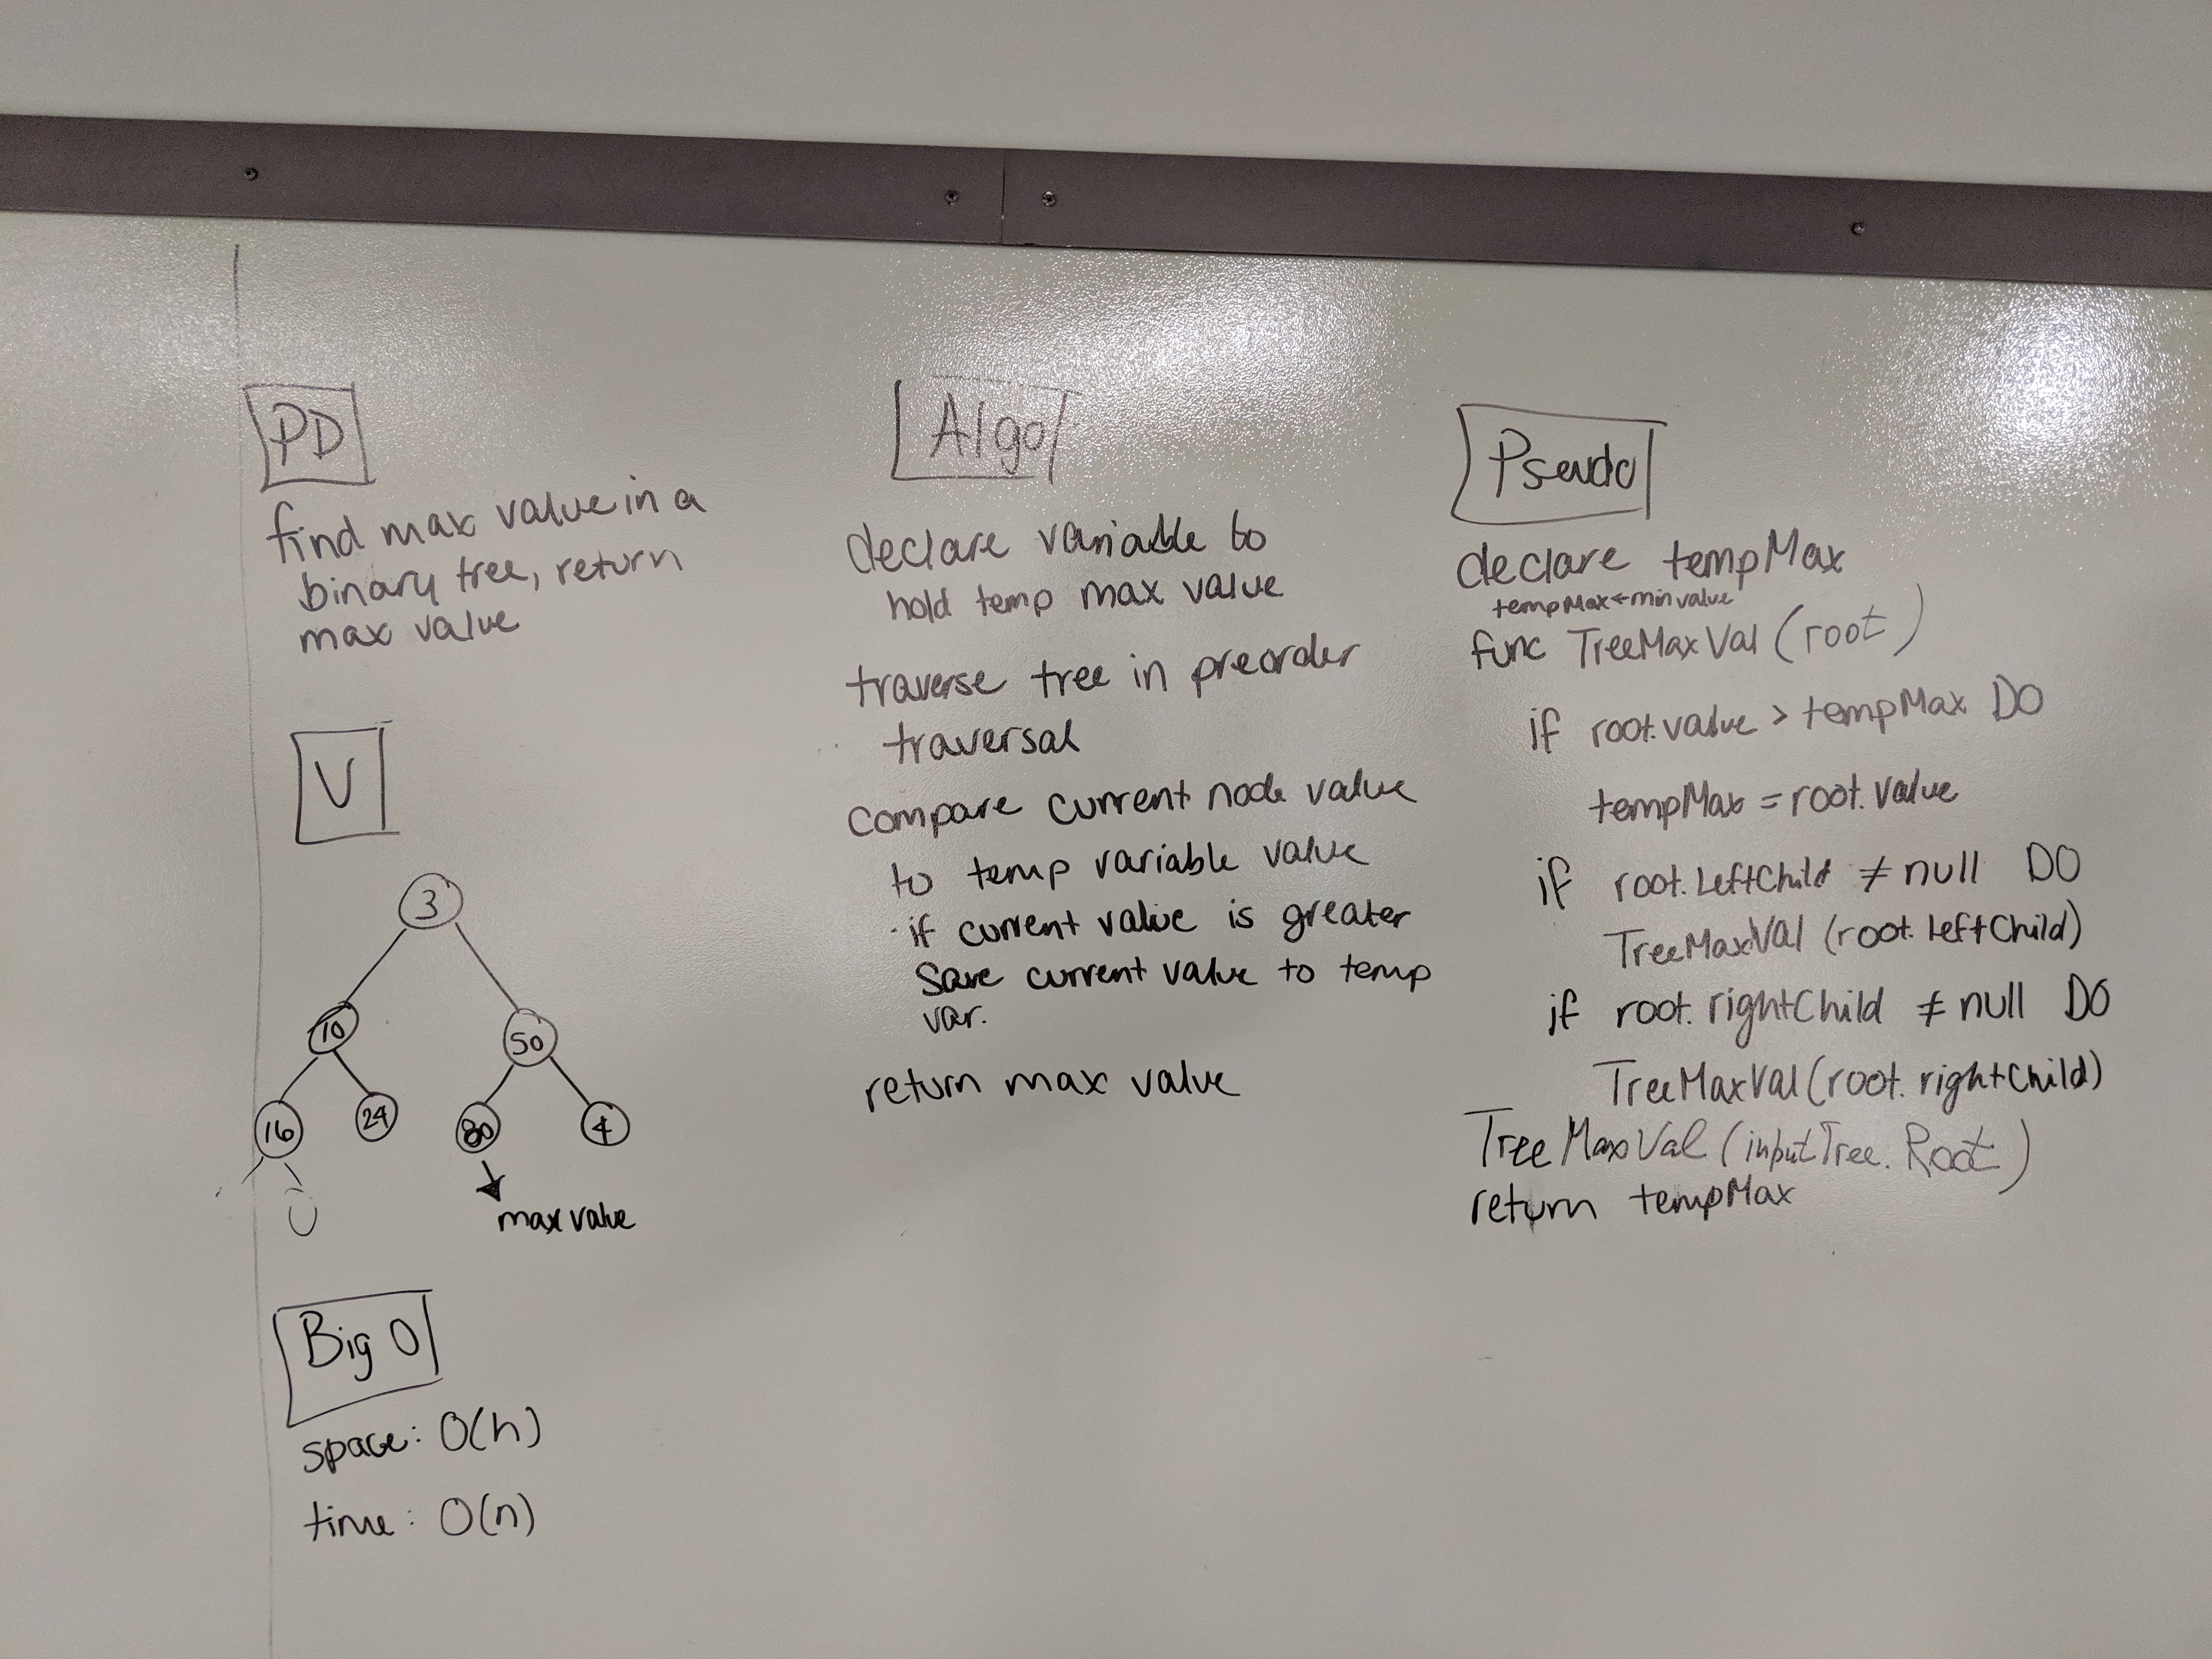 PD
find max value in a
binary tree, return
max value
V
3
10
50
16
24
80
4
max value
Big O
space: O(h)
time: O(n)
Algo
declare variable to
hold temp max value
traverse tree in preorder
traversal
compare current node value
to temp variable value
- if current value is greater
save current value to temp
var.
return max value
Pseudo
declare tempMax
tempMax ← min value
func TreeMaxVal (root)
if root.value > tempMax DO
tempMax = root.value
if root.LeftChild ≠ null DO
TreeMaxVal (root.leftChild)
if root.rightChild ≠ null DO
TreeMaxVal (root.rightChild)
TreeMaxVal (inputTree.Root)
return tempMax